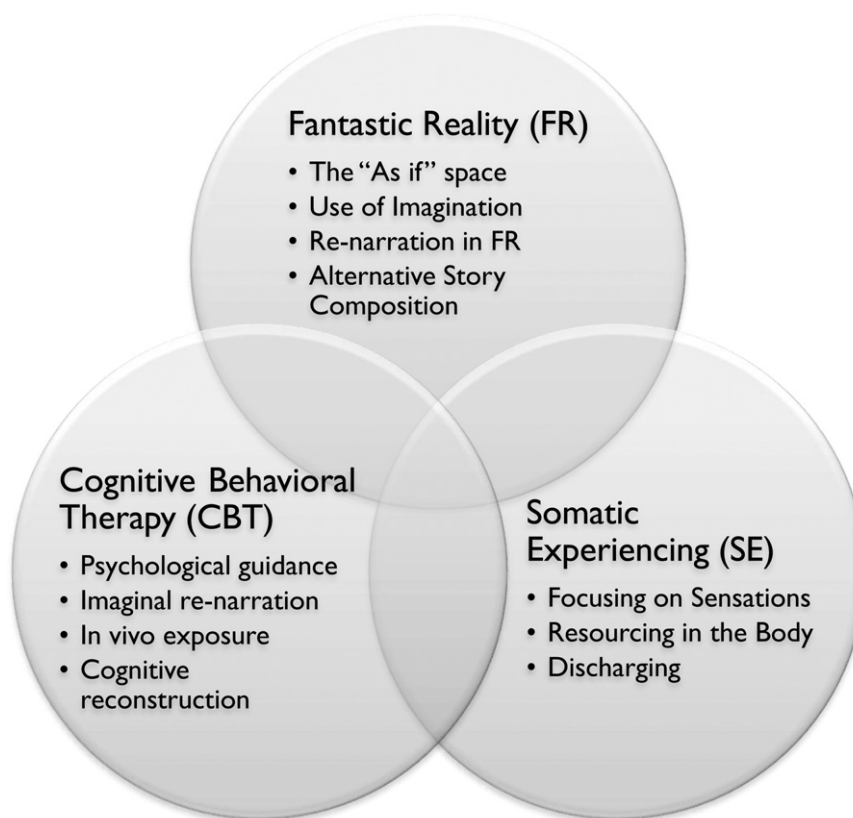 Fantastic Reality (FR)
• The “As if” space
• Use of Imagination
• Re-narration in FR
• Alternative Story
Composition
Cognitive Behavioral
Therapy (CBT)
• Psychological guidance
• Imaginal re-narration
• In vivo exposure
• Cognitive
reconstruction
Somatic
Experiencing (SE)
• Focusing on Sensations
• Resourcing in the Body
• Discharging